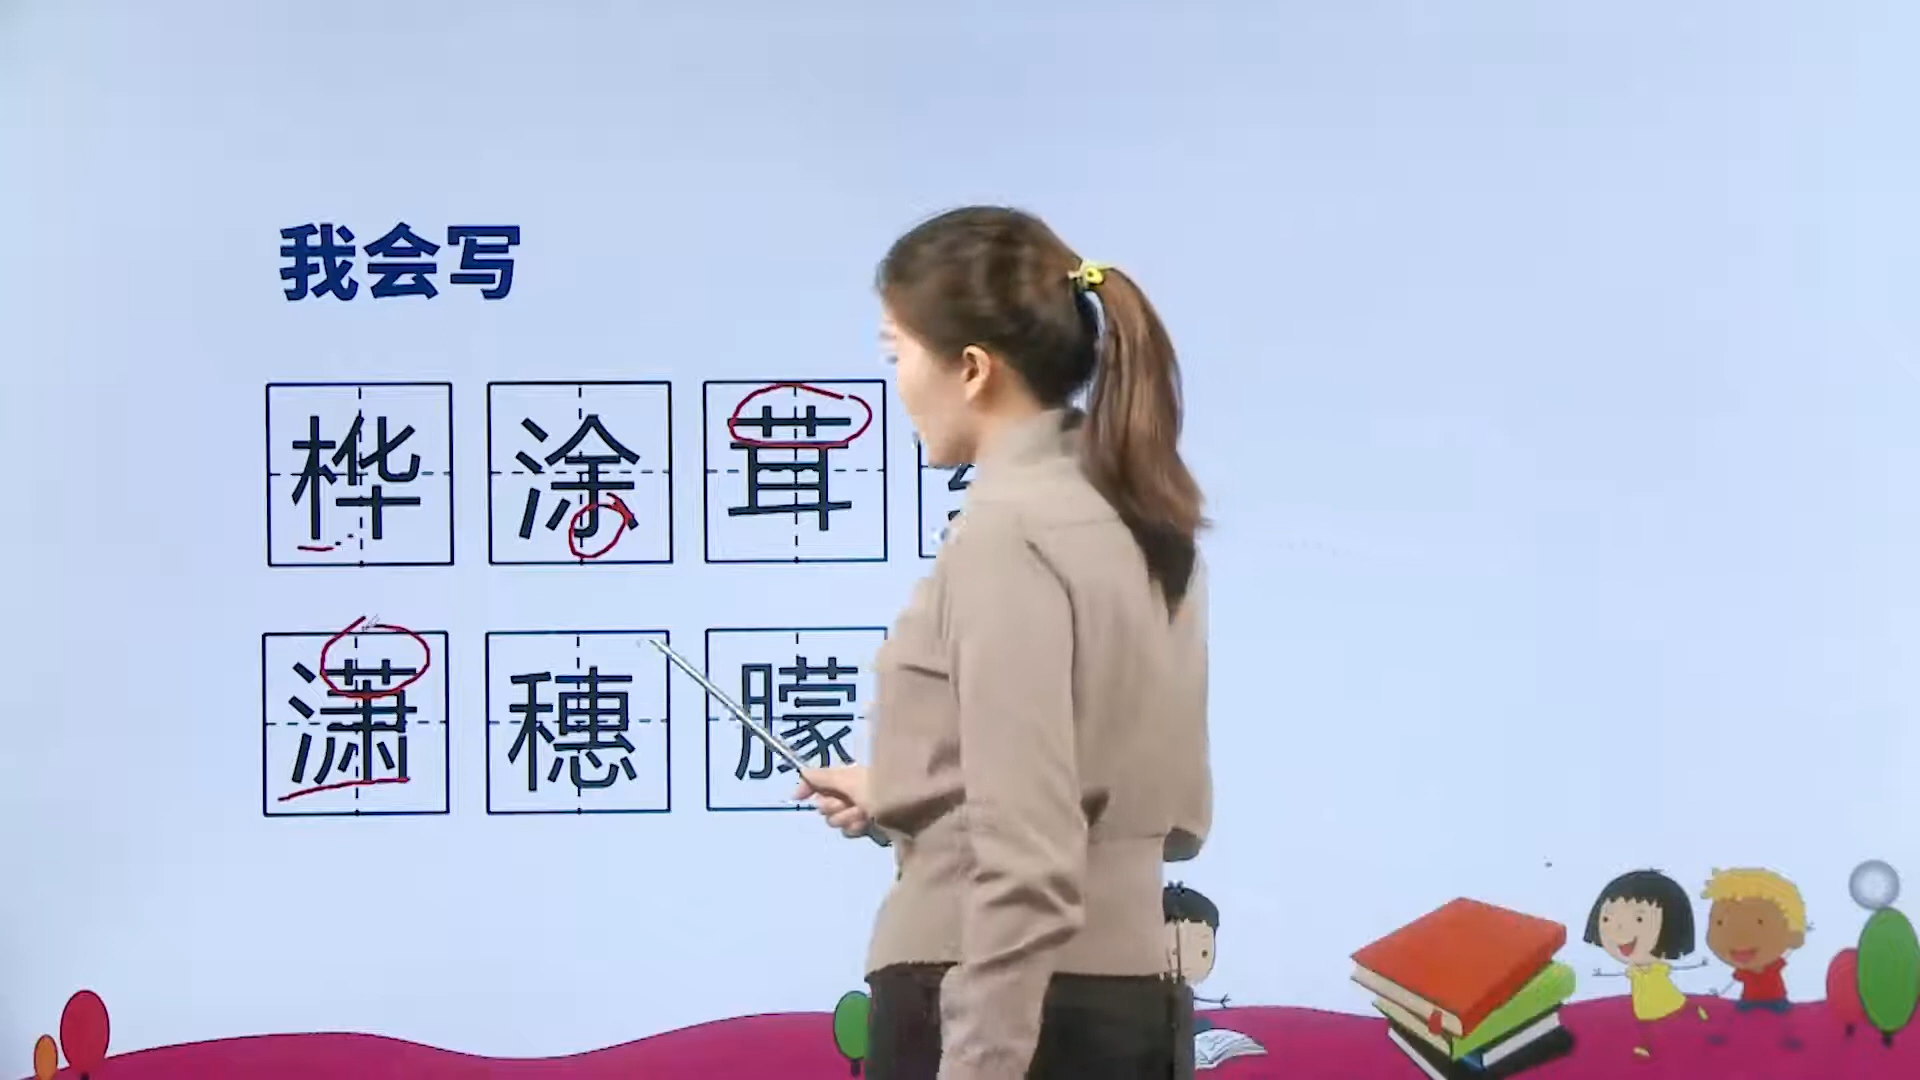 我会写
桦 涂 茸
潇 穗 朦